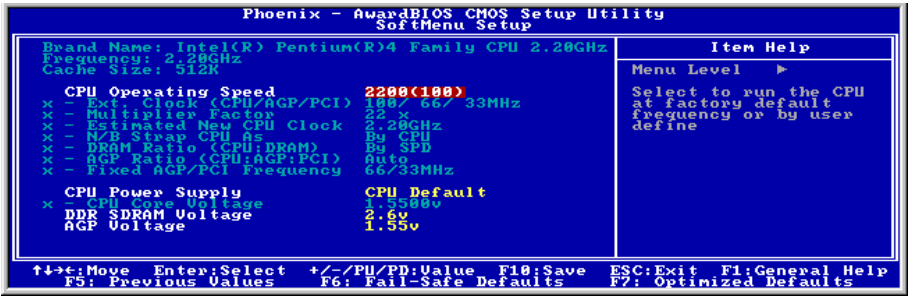 Phoenix - AwardBIOS CMOS Setup Utility
SoftMenu Setup
Brand Name: Intel(R) Pentium(R)4 Family CPU 2.20GHz
Frequency: 2.20GHz
Cache Size: 512K
CPU Operating Speed 2200(100)
x - Ext. Clock (CPU/AGP/PCI) 100/ 66/ 33MHz
x - Multiplier Factor 22 x
x - Estimated New CPU Clock 2.20GHz
x - N/B Strap CPU As By CPU
x - DRAM Ratio (CPU:DRAM) By SPD
x - AGP Ratio (CPU:AGP:PCI) Auto
x - Fixed AGP/PCI Frequency 66/33MHz
CPU Power Supply CPU Default
x - CPU Core Voltage 1.5500v
DDR SDRAM Voltage 2.6v
AGP Voltage 1.55v
Item Help
Menu Level ▶
Select to run the CPU
at factory default
frequency or by user
define
↑↓→←:Move Enter:Select +/-/PU/PD:Value F10:Save ESC:Exit F1:General Help
F5: Previous Values F6: Fail-Safe Defaults F7: Optimized Defaults